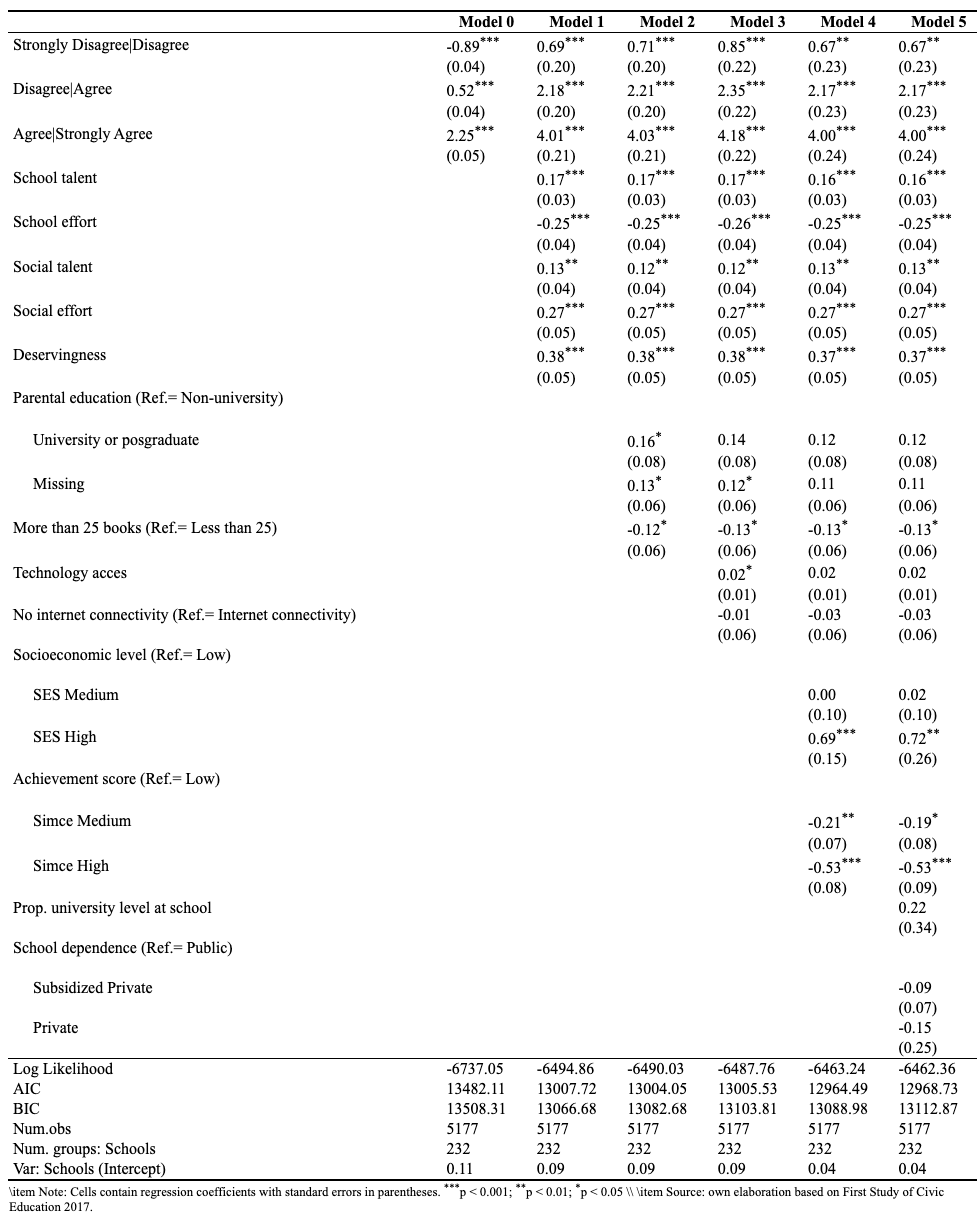 Model 0 Model 1 Model 2 Model 3 Model 4 Model 5
Strongly Disagree|Disagree -0.89*** 0.69*** 0.71*** 0.85*** 0.67** 0.67**
(0.04) (0.20) (0.20) (0.22) (0.23) (0.23)
Disagree|Agree 0.52*** 2.18*** 2.21*** 2.35*** 2.17*** 2.17***
(0.04) (0.20) (0.20) (0.22) (0.23) (0.23)
Agree|Strongly Agree 2.25*** 4.01*** 4.03*** 4.18*** 4.00*** 4.00***
(0.05) (0.21) (0.21) (0.22) (0.24) (0.24)
School talent 0.17*** 0.17*** 0.17*** 0.16*** 0.16***
(0.03) (0.03) (0.03) (0.03) (0.03)
School effort -0.25*** -0.25*** -0.26*** -0.25*** -0.25***
(0.04) (0.04) (0.04) (0.04) (0.04)
Social talent 0.13** 0.12** 0.12** 0.13** 0.13**
(0.04) (0.04) (0.04) (0.04) (0.04)
Social effort 0.27*** 0.27*** 0.27*** 0.27*** 0.27***
(0.05) (0.05) (0.05) (0.05) (0.05)
Deservingness 0.38*** 0.38*** 0.38*** 0.37*** 0.37***
(0.05) (0.05) (0.05) (0.05) (0.05)
Parental education (Ref.= Non-university)
University or posgraduate 0.16* 0.14 0.12 0.12
(0.08) (0.08) (0.08) (0.08)
Missing 0.13* 0.12* 0.11 0.11
(0.06) (0.06) (0.06) (0.06)
More than 25 books (Ref.= Less than 25) -0.12* -0.13* -0.13* -0.13*
(0.06) (0.06) (0.06) (0.06)
Technology acces 0.02* 0.02 0.02
(0.01) (0.01) (0.01)
No internet connectivity (Ref.= Internet connectivity) -0.01 -0.03 -0.03
(0.06) (0.06) (0.06)
Socioeconomic level (Ref.= Low)
SES Medium 0.00 0.02
(0.10) (0.10)
SES High 0.69*** 0.72**
(0.15) (0.26)
Achievement score (Ref.= Low)
Simce Medium -0.21** -0.19*
(0.07) (0.08)
Simce High -0.53*** -0.53***
(0.08) (0.09)
Prop. university level at school 0.22
(0.34)
School dependence (Ref.= Public)
Subsidized Private -0.09
(0.07)
Private -0.15
(0.25)
Log Likelihood -6737.05 -6494.86 -6490.03 -6487.76 -6463.24 -6462.36
AIC 13482.11 13007.72 13004.05 13005.53 12964.49 12968.73
BIC 13508.31 13066.68 13082.68 13103.81 13088.98 13112.87
Num.obs 5177 5177 5177 5177 5177 5177
Num. groups: Schools 232 232 232 232 232 232
Var: Schools (Intercept) 0.11 0.09 0.09 0.09 0.04 0.04
\item Note: Cells contain regression coefficients with standard errors in parentheses. ***p < 0.001; **p < 0.01; *p < 0.05 \\ \item Source: own elaboration based on First Study of Civic
Education 2017.